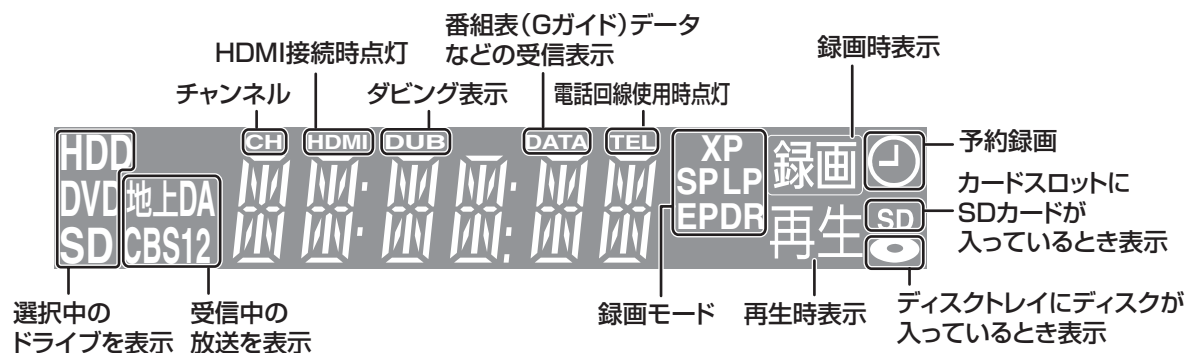 番組表（Gガイド）データ
などの受信表示
HDMI接続時点灯
録画時表示
チャンネル
ダビング表示
電話回線使用時点灯
HDD
DVD
SD
地上DA
CBS12
CH
HDMI
DUB
DATA
TEL
XP
SPLP
EPDR
録画
再生
SD
予約録画
カードスロットに
SDカードが
入っているとき表示
選択中の
ドライブを表示
受信中の
放送を表示
録画モード
再生時表示
ディスクトレイにディスクが
入っているとき表示